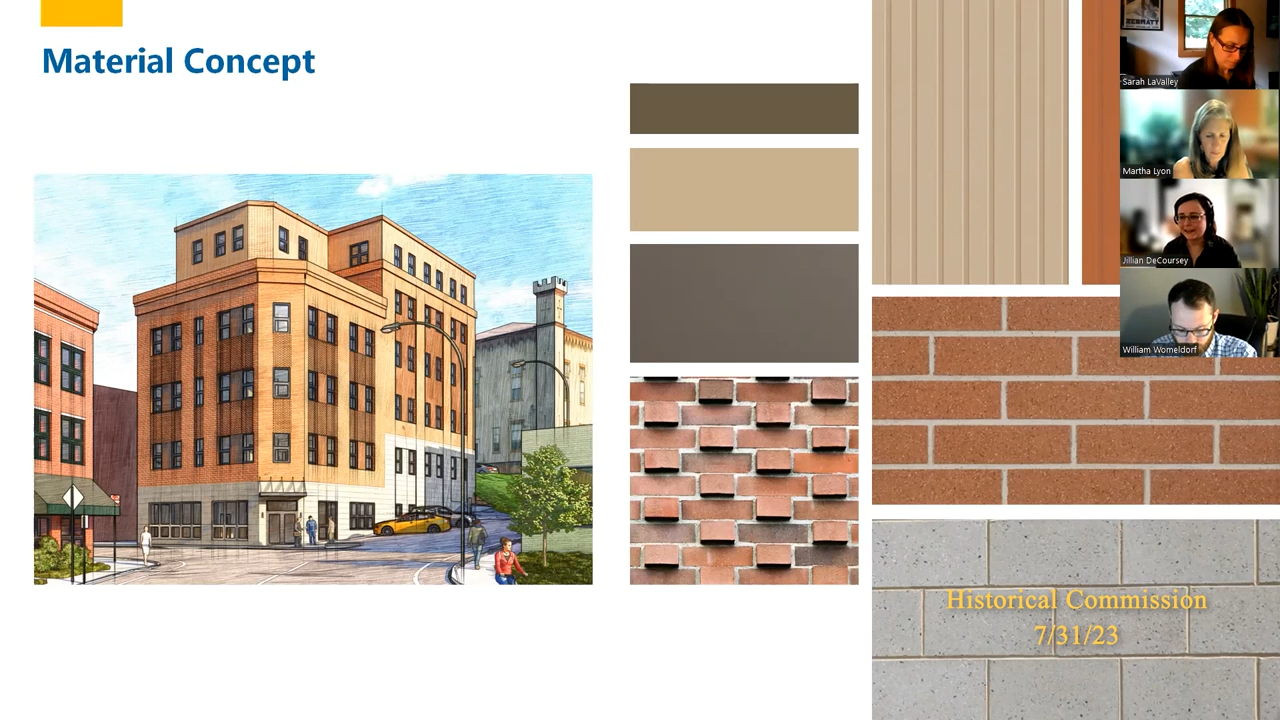 Material Concept
Sarah LaValley
Martha Lyon
Jillian DeCoursey
William Womeldorf
Historical Commission
7/31/23